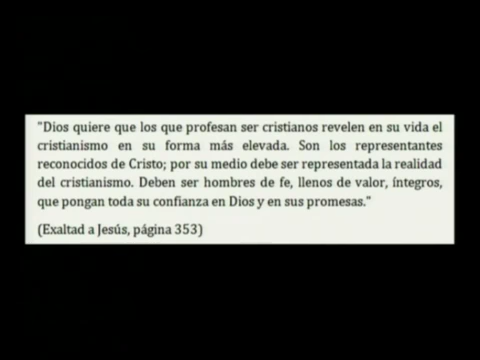 "Dios quiere que los que profesan ser cristianos revelen en su vida el
cristianismo en su forma más elevada. Son los representantes
reconocidos de Cristo; por su medio debe ser representada la realidad
del cristianismo. Deben ser hombres de fe, llenos de valor, íntegros,
que pongan toda su confianza en Dios y en sus promesas."
(Exaltad a Jesús, página 353)